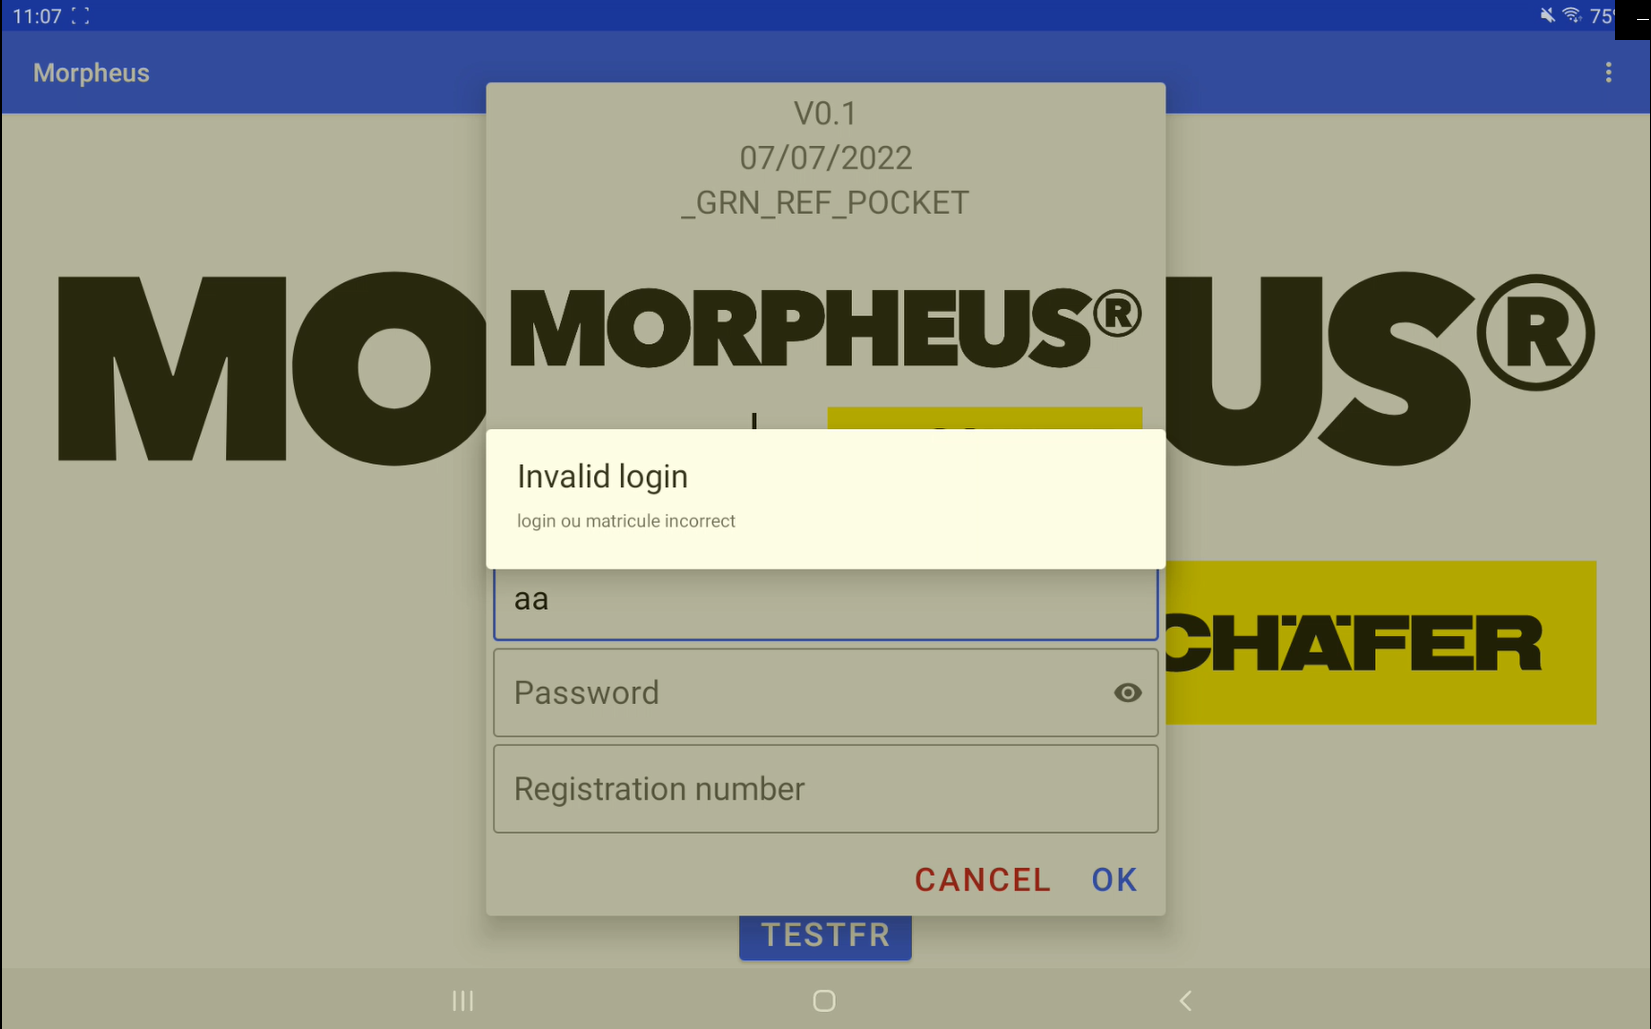 11:07
75
Morpheus
V0.1
07/07/2022
_GRN_REF_POCKET
MO
MORPHEUS®
US®
Invalid login
login ou matricule incorrect
aa
CHÄFER
Password
Registration number
CANCEL OK
TESTFR